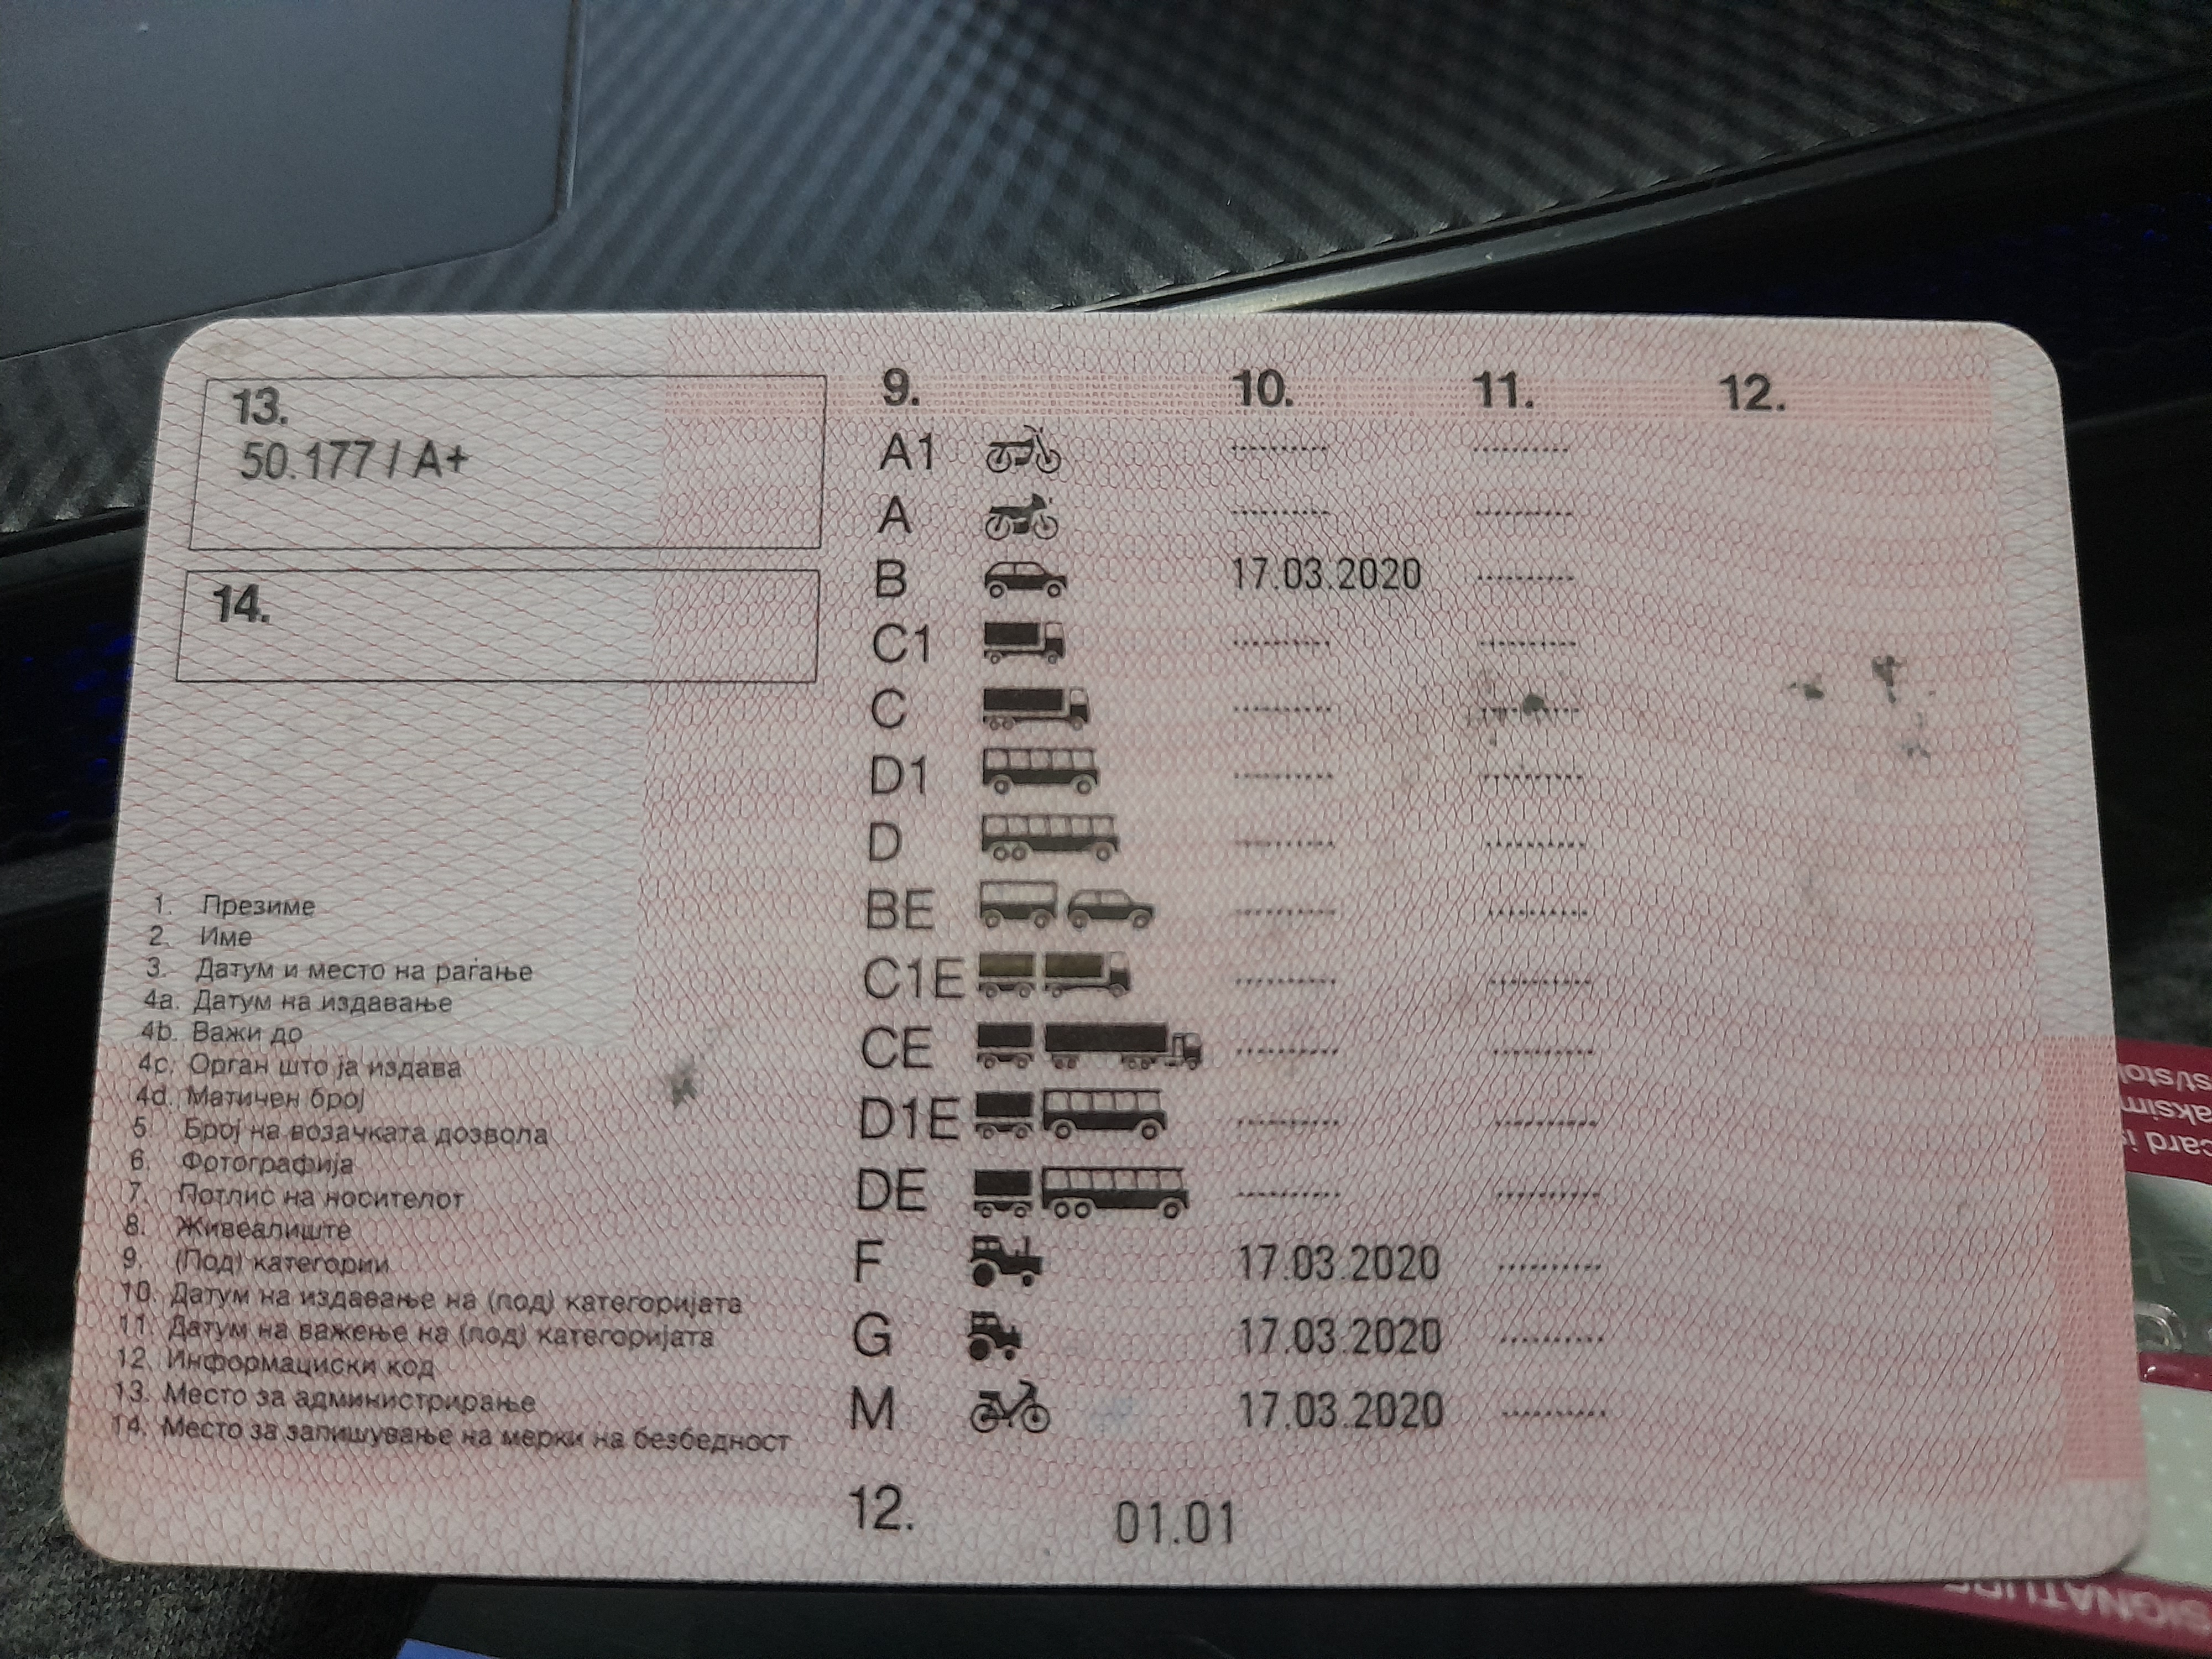 13.
50.177 / A+
14.
9. 10. 11. 12.
A1
A
B 17.03.2020
C1
C
D1
D
BE
C1E
CE
D1E
DE
F 17.03.2020
G 17.03.2020
M 17.03.2020
12. 01.01
1. Презиме
2. Име
3. Датум и место на раѓање
4a. Датум на издавање
4b. Важи до
4c. Орган што ја издава
4d. Матичен број
5. Број на возачката дозвола
6. Фотографија
7. Потпис на носителот
8. Живеалиште
9. (Под) категории
10. Датум на издавање на (под) категоријата
11. Датум на важење на (под) категоријата
12. Информациски код
13. Место за администрирање
14. Место за запишување на мерки на безбедност
card i
SIGNATURE